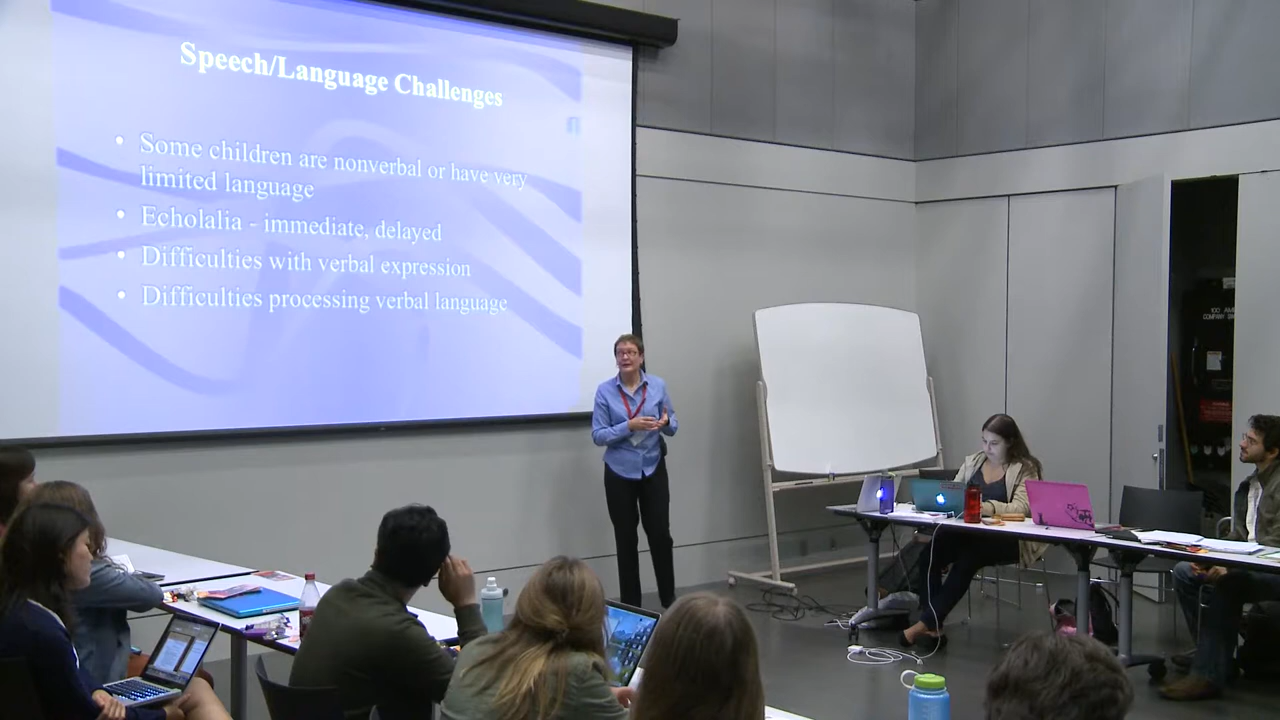 Speech/Language Challenges
• Some children are nonverbal or have very
limited language
• Echolalia - immediate, delayed
• Difficulties with verbal expression
• Difficulties processing verbal language